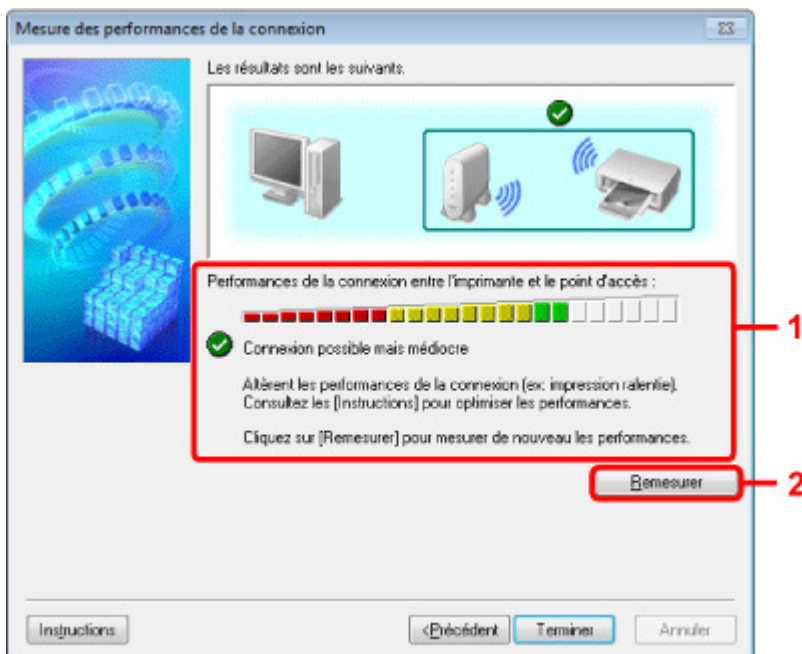 Mesure des performances de la connexion
Les résultats sont les suivants.
Performances de la connexion entre l'imprimante et le point d'accès :
1
Connexion possible mais médiocre
Altèrent les performances de la connexion (ex: impression ralentie).
Consultez les [Instructions] pour optimiser les performances.
Cliquez sur [Remesurer] pour mesurer de nouveau les performances.
Remesurer
2
Instructions
<Précédent
Terminer
Annuler